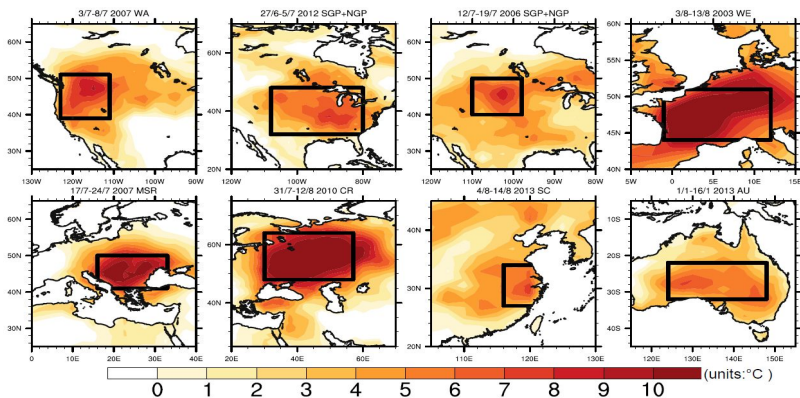 3/7-8/7 2007 WA
27/6-5/7 2012 SGP+NGP
12/7-19/7 2006 SGP+NGP
3/8-13/8 2003 WE
60N
50N
40N
30N
130W 120W 110W 100W 90W
60N
40N
20N
120W 100W 80W
60N
50N
40N
30N
120W 110W 100W 90W 80W
60N
55N
50N
45N
40N
5W 0 5E 10E 15E
17/7-24/7 2007 MSR
31/7-12/8 2010 CR
4/8-14/8 2013 SC
1/1-16/1 2013 AU
60N
50N
40N
30N
0 10E 20E 30E 40E
60N
40N
20E 40E 60E
40N
30N
20N
110E 120E 130E
10S
20S
30S
40S
120E 130E 140E 150E
0 1 2 3 4 5 6 7 8 9 10 (units:°C)